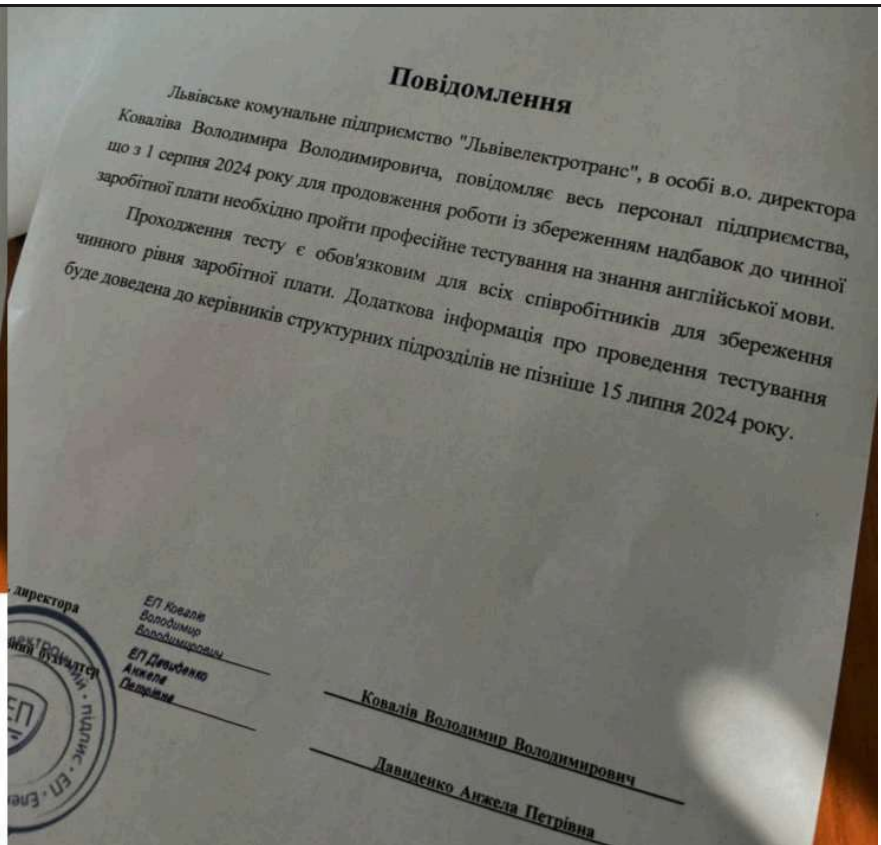 Повідомлення
Львівське комунальне підприємство "Львівелектротранс", в особі в.о. директора
Коваліва Володимира Володимировича, повідомляє весь персонал підприємства,
що з 1 серпня 2024 року для продовження роботи із збереженням надбавок до чинної
заробітної плати необхідно пройти професійне тестування на знання англійської мови.
Проходження тесту є обов'язковим для всіх співробітників для збереження
чинного рівня заробітної плати. Додаткова інформація про проведення тестування
буде доведена до керівників структурних підрозділів не пізніше 15 липня 2024 року.
директора
ЕП Ковалів
Володимир
Володимирович
бухгалтер
ЕП Давиденко
Анжела
Петрівна
Ковалів Володимир Володимирович
Давиденко Анжела Петрівна
ЕП
підпис • ЕП •